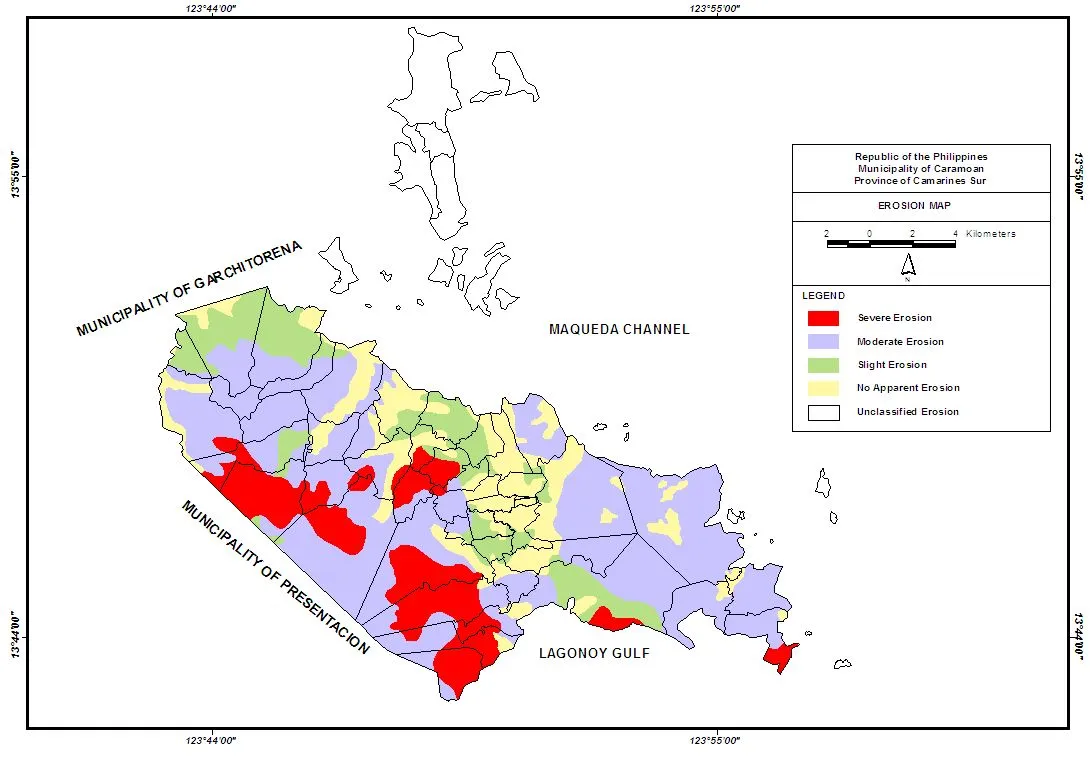 123°44'00"
123°55'00"
13°55'00"
13°55'00"
Republic of the Philippines
Municipality of Caramoan
Province of Camarines Sur
EROSION MAP
2 0 2 4 Kilometers
N
LEGEND
Severe Erosion
Moderate Erosion
Slight Erosion
No Apparent Erosion
Unclassified Erosion
MUNICIPALITY OF GARCHITORENA
MAQUEDA CHANNEL
MUNICIPALITY OF PRESENTACION
LAGONOY GULF
13°44'00"
13°44'00"
123°44'00"
123°55'00"